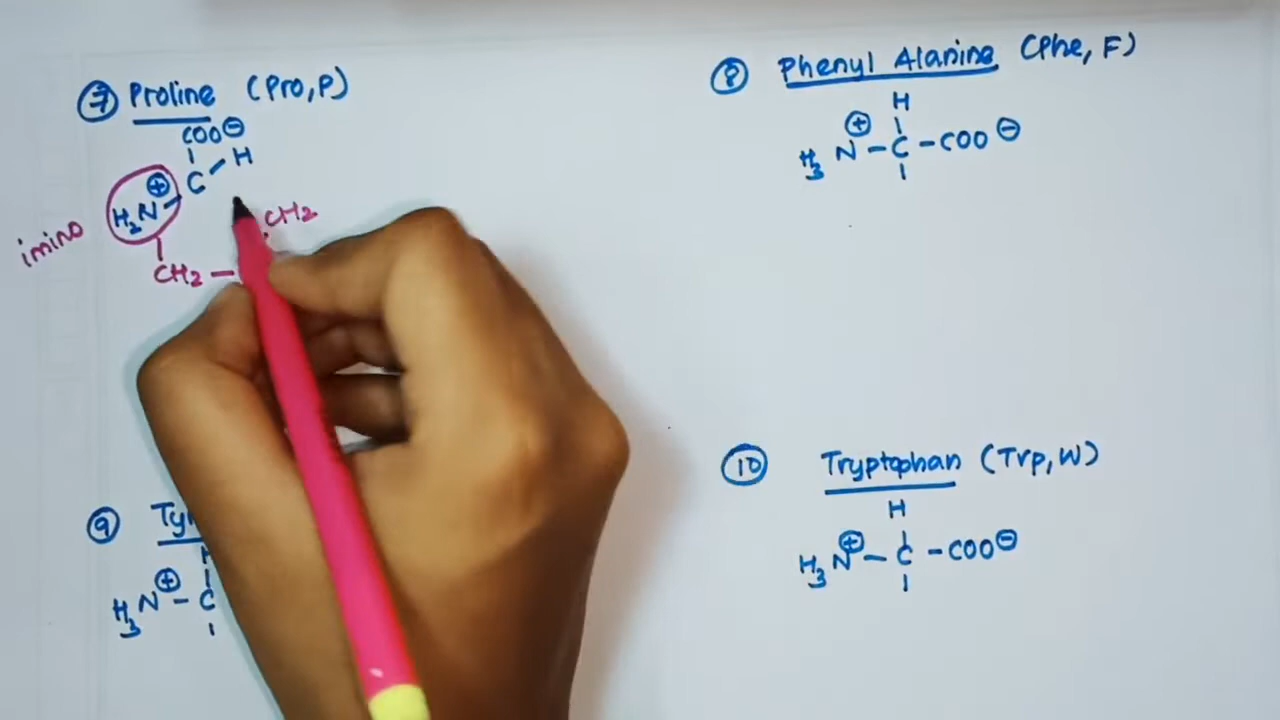 7 Proline (Pro, P)
COO⊖
C H
⊕
H2N
imino
CH2
CH2 –
8 Phenyl Alanine (Phe, F)
H
⊕
H3N – C – COO⊖
9
⊕
H3N – C
10 Tryptophan (Trp, W)
H
⊕
H3N – C – COO⊖